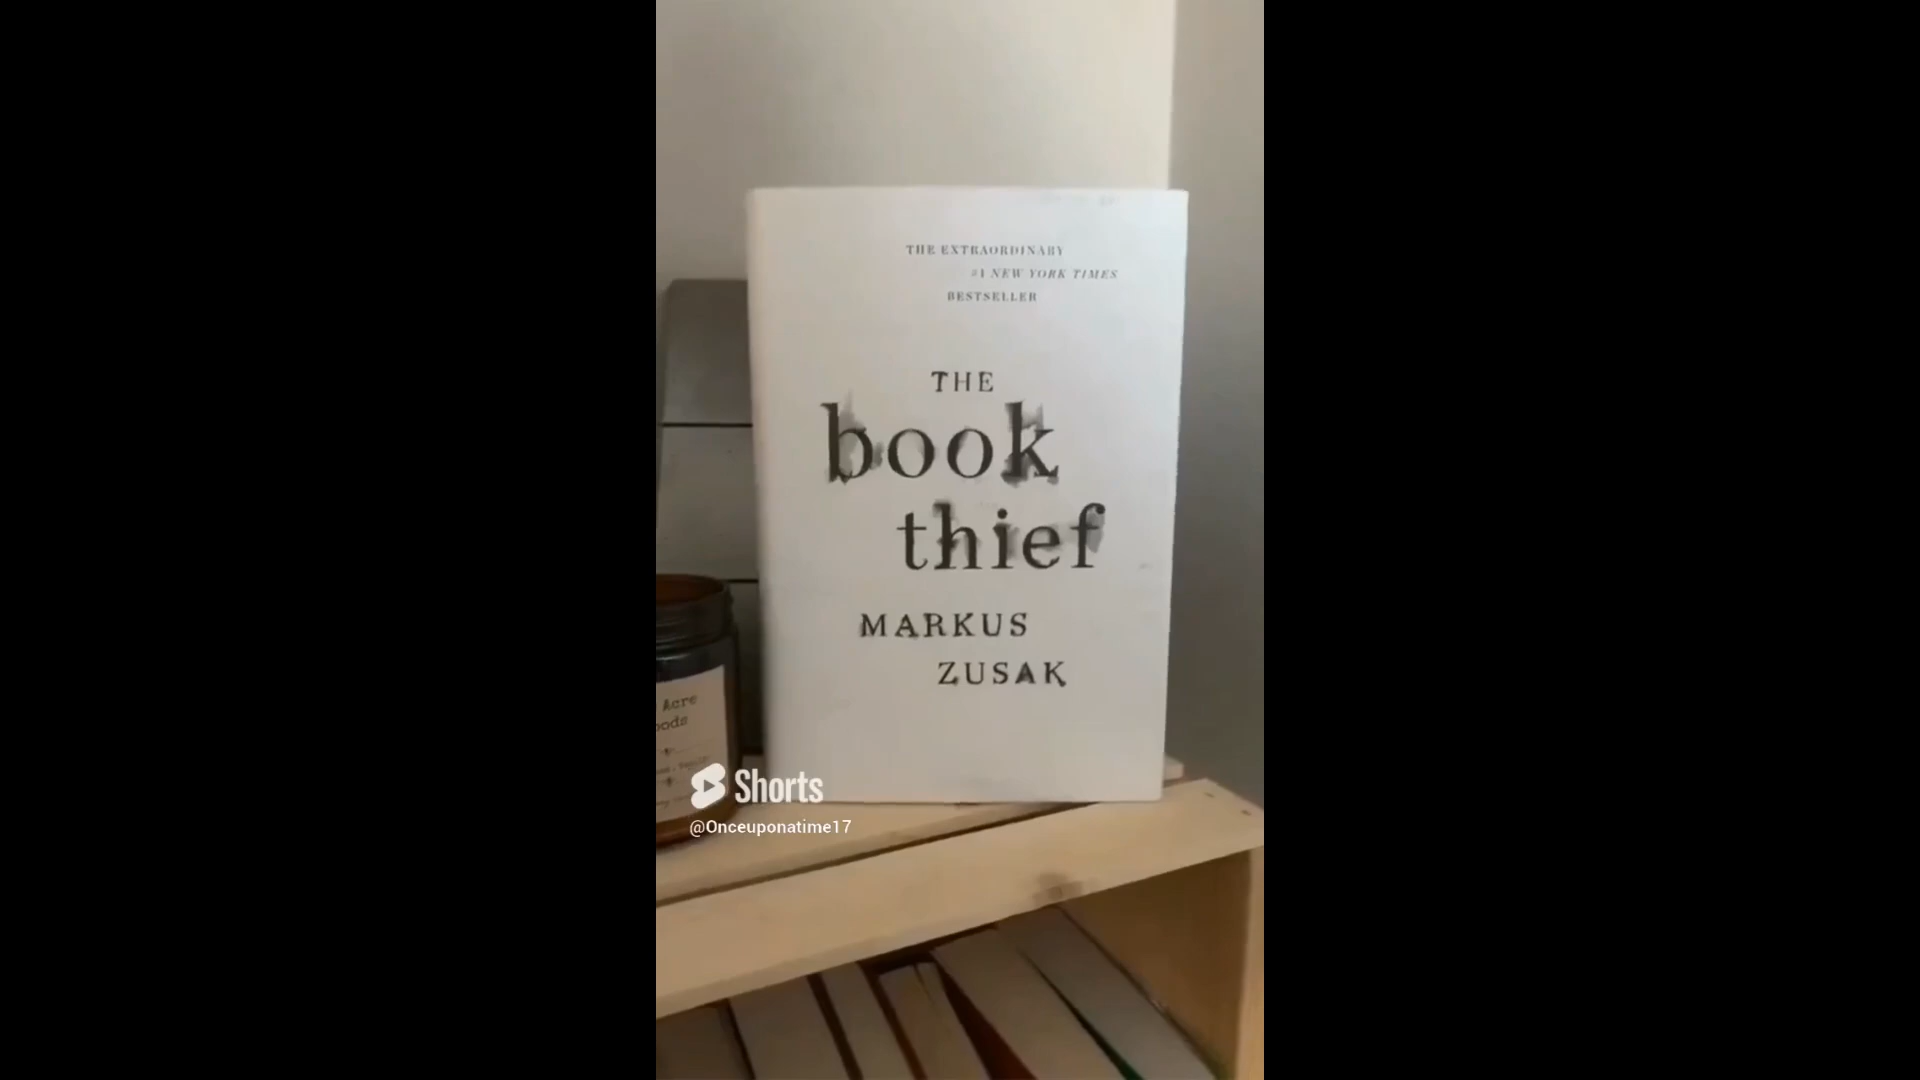 THE EXTRAORDINARY
#1 NEW YORK TIMES
BESTSELLER
THE
book
thief
MARKUS
ZUSAK
Acre
Shorts
@Onceuponatime17